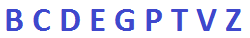 B C D E G P T V Z